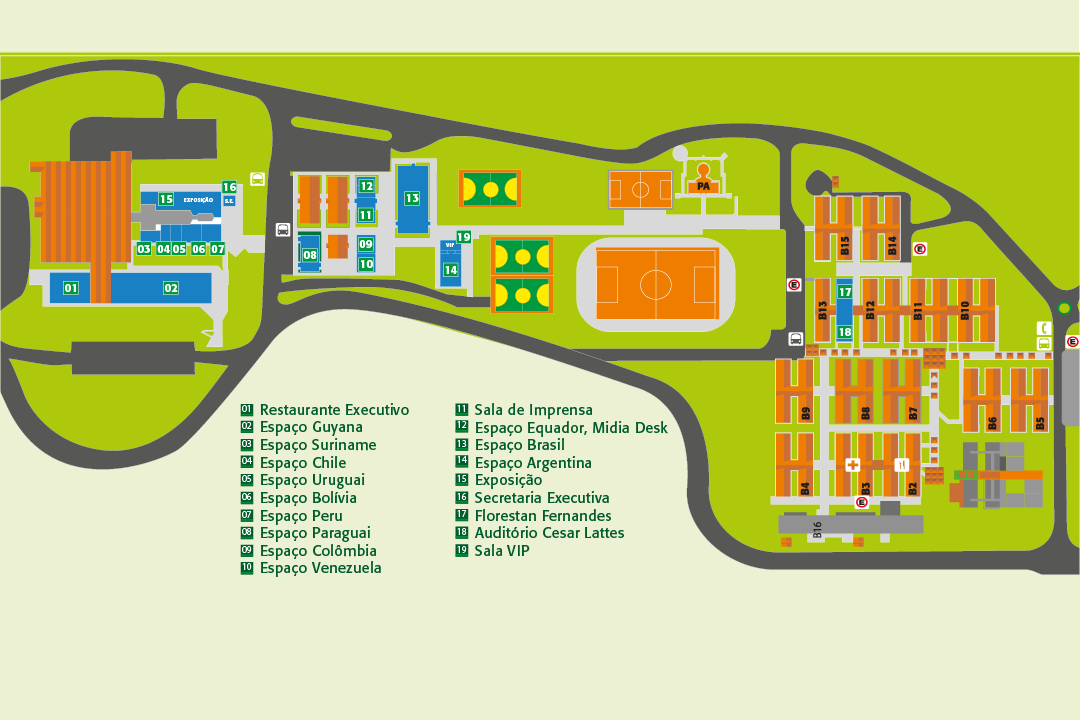 16
15
EXPOSIÇÃO
S.E.
03 04 05 06 07
01
02
12
11
13
08
09
10
19
VIP
14
PA
B15
B14
E
E
17
18
B13
B12
B11
B10
E
B9
B8
B7
B6
B5
B4
B3
B2
E
B16
01 Restaurante Executivo
02 Espaço Guyana
03 Espaço Suriname
04 Espaço Chile
05 Espaço Uruguai
06 Espaço Bolívia
07 Espaço Peru
08 Espaço Paraguai
09 Espaço Colômbia
10 Espaço Venezuela
11 Sala de Imprensa
12 Espaço Equador, Midia Desk
13 Espaço Brasil
14 Espaço Argentina
15 Exposição
16 Secretaria Executiva
17 Florestan Fernandes
18 Auditório Cesar Lattes
19 Sala VIP